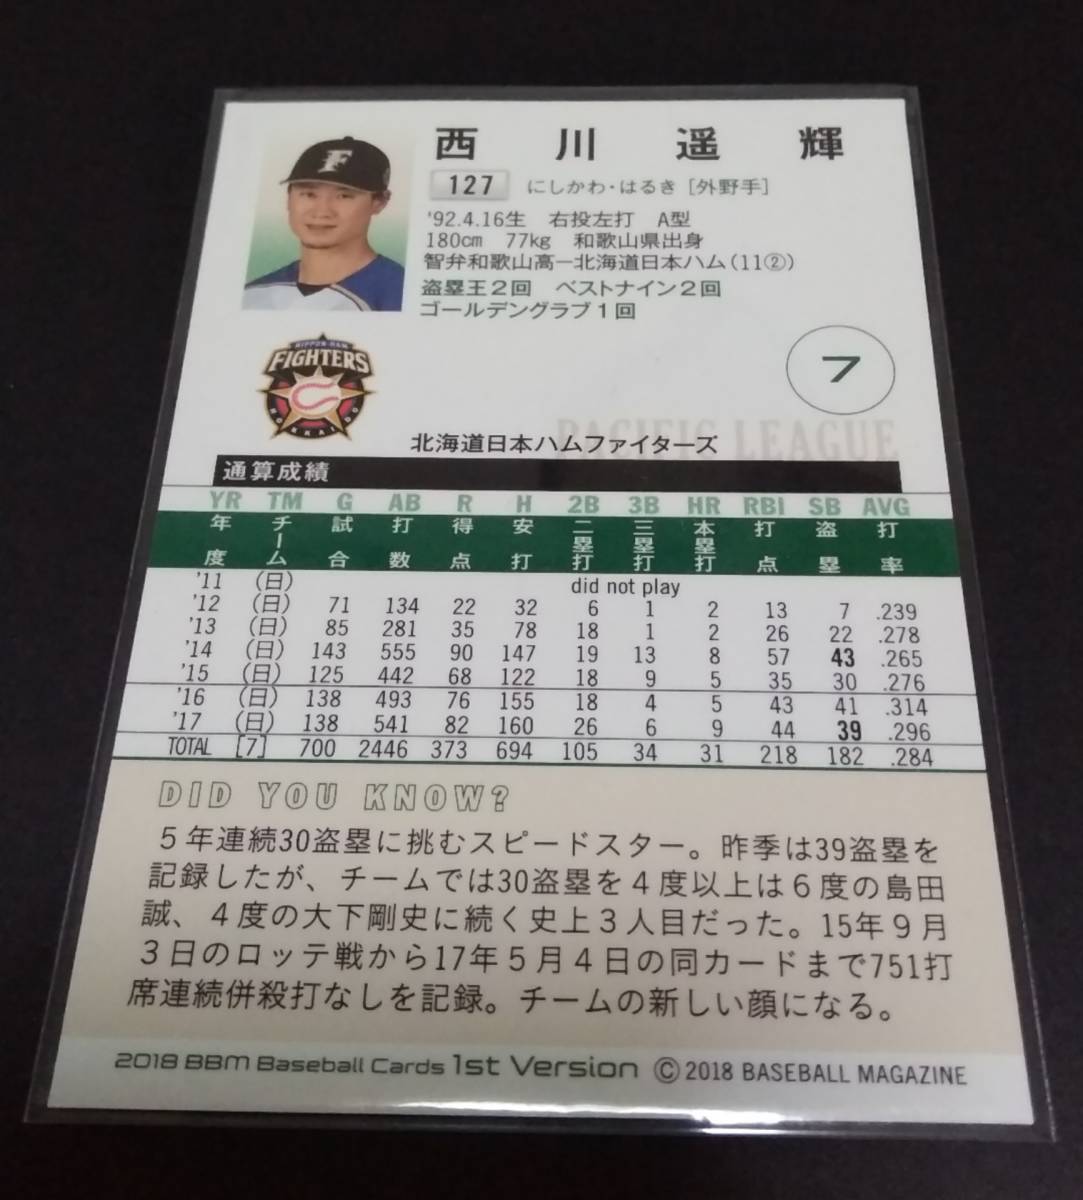 西川遥輝
127 にしかわ・はるき［外野手］
'92.4.16生 右投左打 A型
180cm 77kg 和歌山県出身
智弁和歌山高ー北海道日本ハム（11②）
盗塁王２回 ベストナイン２回
ゴールデングラブ１回
F
7
NIPPON-HAM
FIGHTERS
HOKKAIDO
PACIFIC LEAGUE
北海道日本ハムファイターズ
通算成績
YR TM G AB R H 2B 3B HR RBI SB AVG
年度 チーム 試合 打数 得点 安打 二塁打 三塁打 本塁打 打点 盗塁 打率
'11 （日） did not play
'12 （日） 71 134 22 32 6 1 2 13 7 .239
'13 （日） 85 281 35 78 18 1 2 26 22 .278
'14 （日） 143 555 90 147 19 13 8 57 43 .265
'15 （日） 125 442 68 122 18 9 5 35 30 .276
'16 （日） 138 493 76 155 18 4 5 43 41 .314
'17 （日） 138 541 82 160 26 6 9 44 39 .296
TOTAL [7] 700 2446 373 694 105 34 31 218 182 .284
DID YOU KNOW?
５年連続30盗塁に挑むスピードスター。昨季は39盗塁を
記録したが、チームでは30盗塁を４度以上は６度の島田
誠、４度の大下剛史に続く史上３人目だった。15年９月
３日のロッテ戦から17年５月４日の同カードまで751打
席連続併殺打なしを記録。チームの新しい顔になる。
2018 BBM Baseball Cards 1st Version © 2018 BASEBALL MAGAZINE